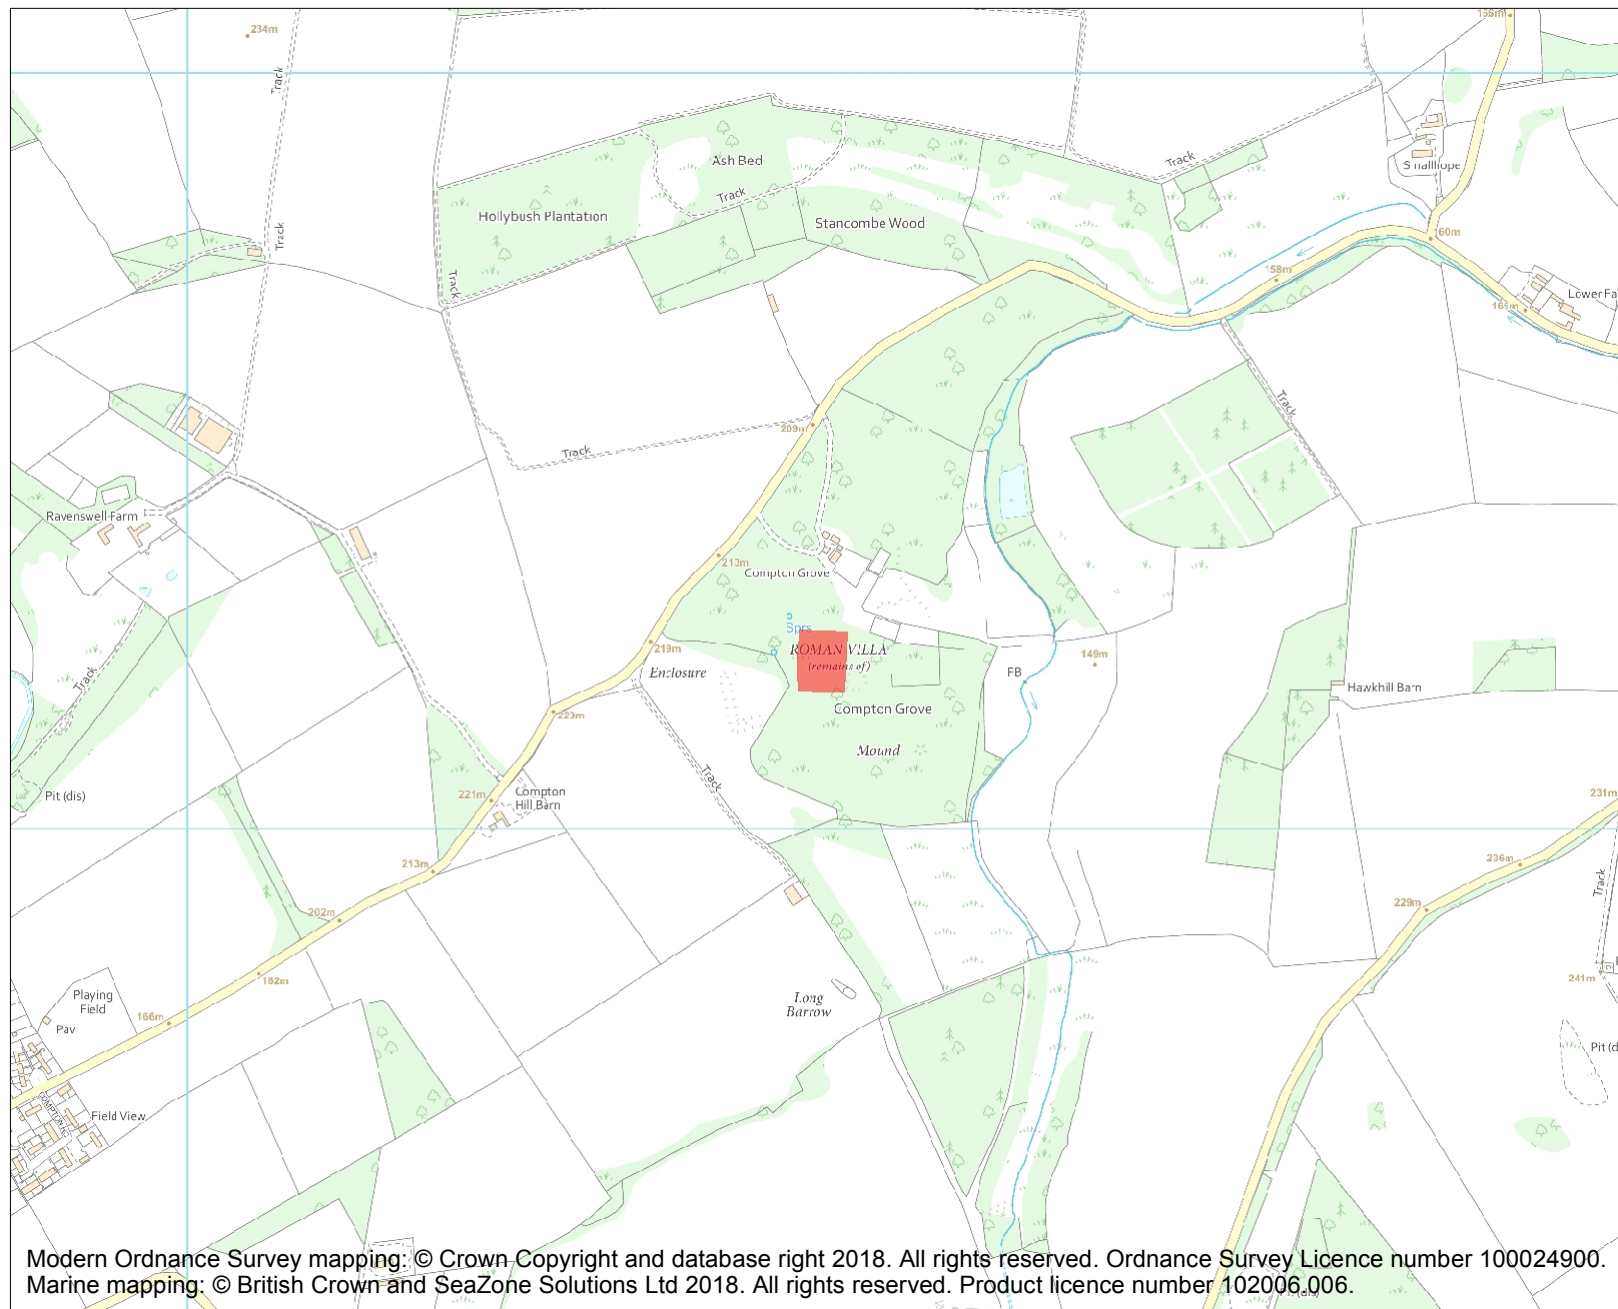 234m
Track
Track
Ash Bed
Track
Hollybush Plantation
Stancombe Wood
Track
Smallhope
160m
158m
Track
Track
Track
209m
Ravenswell Farm
213m
Compton Grove
Sprs
ROMAN VILLA
(remains of)
219m
Enclosure
FB
149m
Hawkhill Barn
Compton Grove
Mound
Track
Track
Pit (dis)
221m
Compton
Hill Barn
231m
213m
236m
202m
229m
Track
182m
241m
Long
Barrow
Playing
Field
166m
Pav
Field View
Modern Ordnance Survey mapping: © Crown Copyright and database right 2018. All rights reserved. Ordnance Survey Licence number 100024900.
Marine mapping: © British Crown and SeaZone Solutions Ltd 2018. All rights reserved. Product licence number 102006.006.